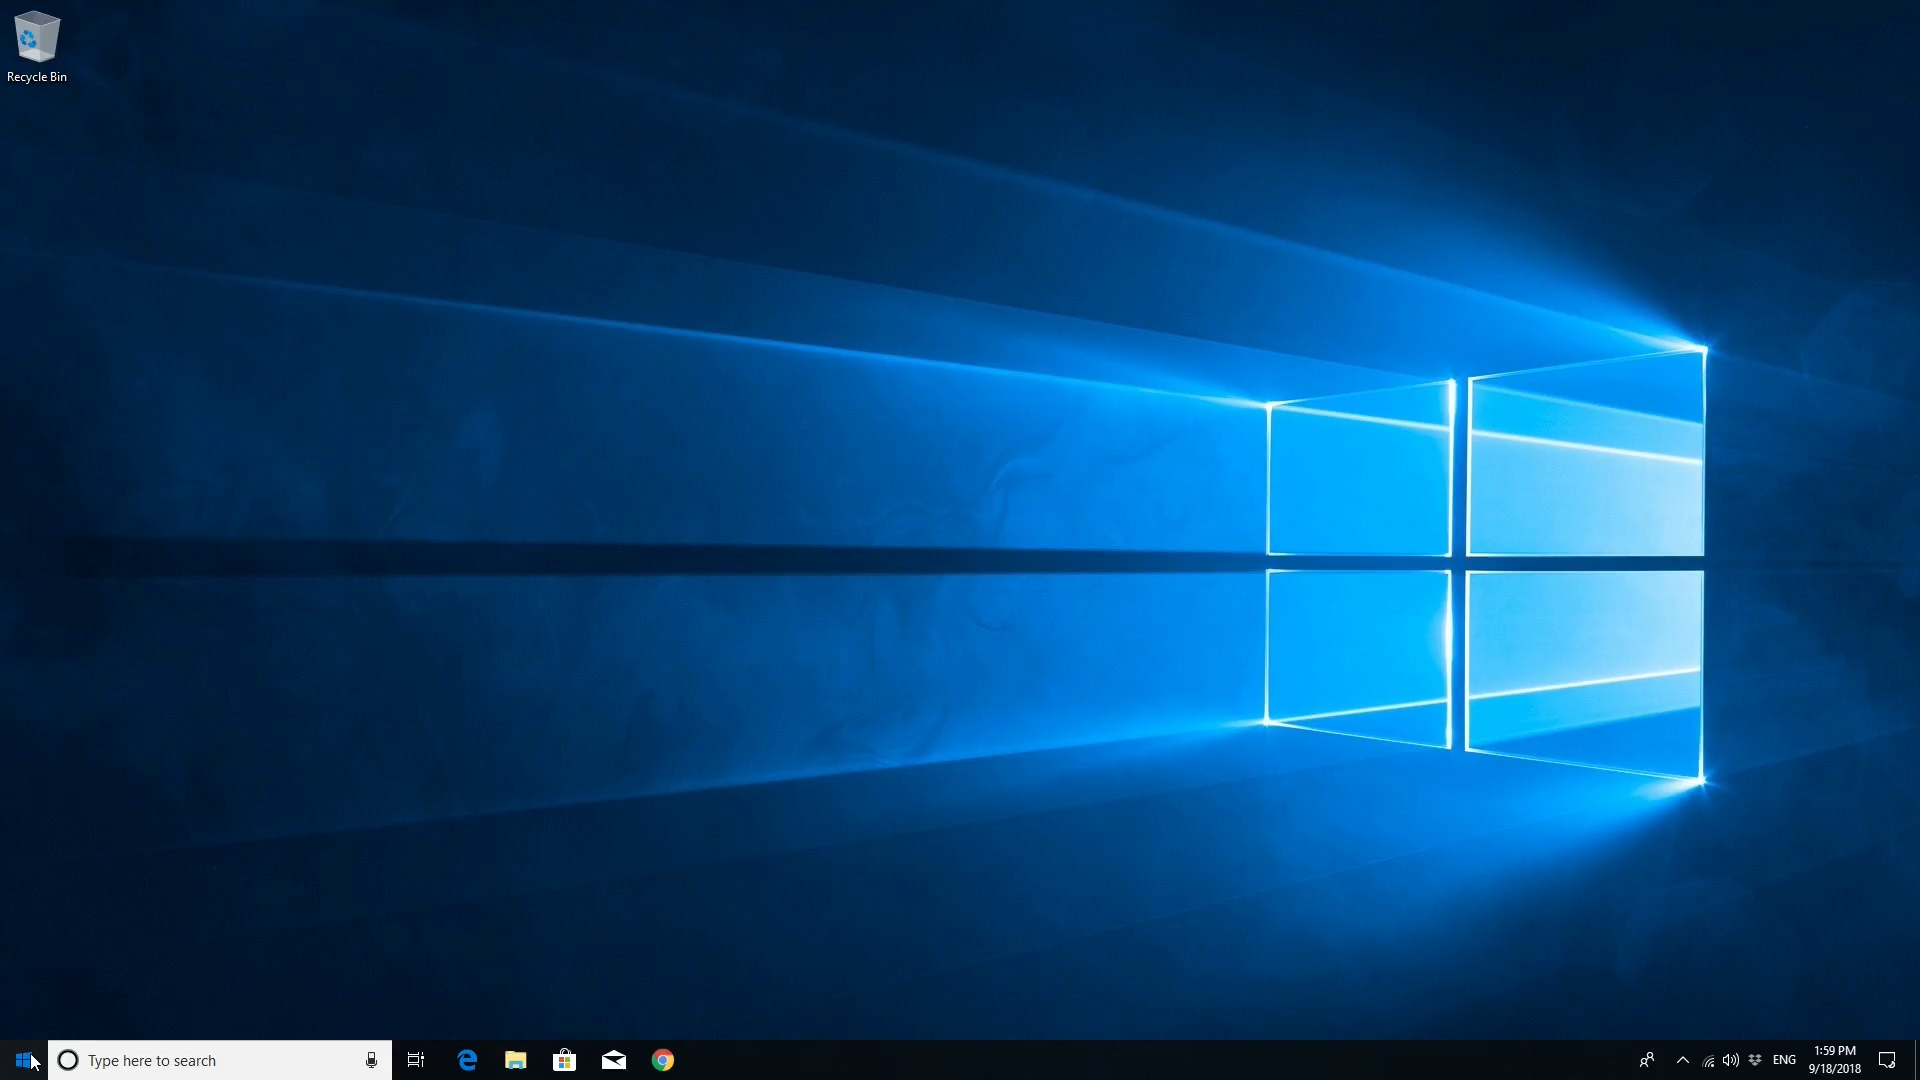 Recycle Bin
Type here to search
ENG
1:59 PM
9/18/2018